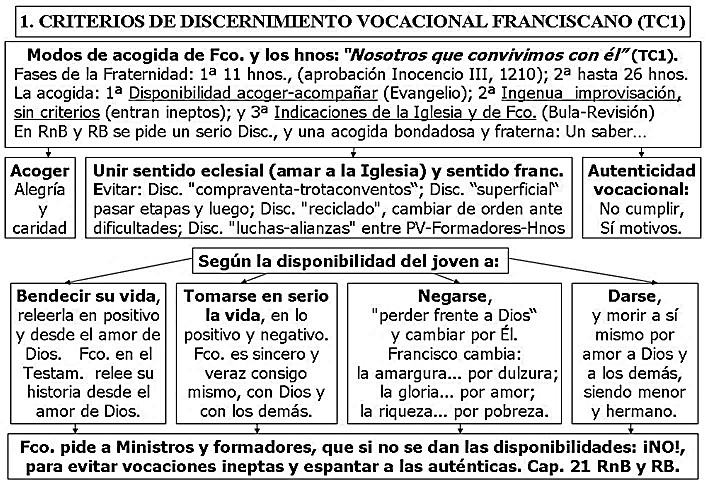 1. CRITERIOS DE DISCERNIMIENTO VOCACIONAL FRANCISCANO (TC1)
Modos de acogida de Fco. y los hnos: "Nosotros que convivimos con él" (TC1).
Fases de la Fraternidad: 1ª 11 hnos., (aprobación Inocencio III, 1210); 2ª hasta 26 hnos.
La acogida: 1ª Disponibilidad acoger-acompañar (Evangelio); 2ª Ingenua improvisación,
sin criterios (entran ineptos); y 3ª Indicaciones de la Iglesia y de Fco. (Bula-Revisión)
En RnB y RB se pide un serio Disc., y una acogida bondadosa y fraterna: Un saber...
Acoger
Alegría
y
caridad
Unir sentido eclesial (amar a la Iglesia) y sentido franc.
Evitar: Disc. "compraventa-trotaconventos"; Disc. "superficial"
pasar etapas y luego; Disc. "reciclado", cambiar de orden ante
dificultades; Disc. "luchas-alianzas" entre PV-Formadores-Hnos
Autenticidad
vocacional:
No cumplir,
Sí motivos.
Según la disponibilidad del joven a:
Bendecir su vida,
releerla en positivo
y desde el amor de
Dios. Fco. en el
Testam. relee su
historia desde el
amor de Dios.
Tomarse en serio
la vida, en lo
positivo y negativo.
Fco. es sincero y
veraz consigo
mismo, con Dios y
con los demás.
Negarse,
"perder frente a Dios"
y cambiar por Él.
Francisco cambia:
la amargura... por dulzura;
la gloria... por amor;
la riqueza... por pobreza.
Darse,
y morir a sí
mismo por
amor a Dios y
a los demás,
siendo menor
y hermano.
Fco. pide a Ministros y formadores, que si no se dan las disponibilidades: ¡NO!,
para evitar vocaciones ineptas y espantar a las auténticas. Cap. 21 RnB y RB.